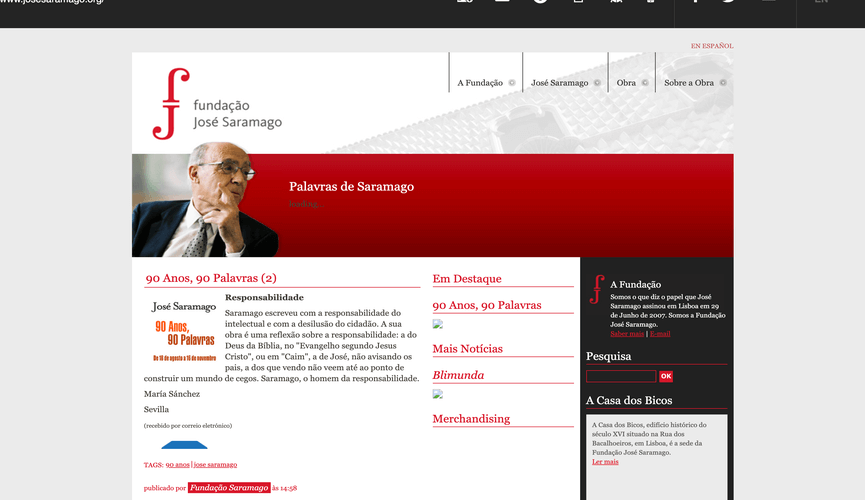 www.josesaramago.org/
EN
EN ESPAÑOL
A Fundação
José Saramago
Obra
Sobre a Obra
fundação
José Saramago
Palavras de Saramago
loading...
90 Anos, 90 Palavras (2)
José Saramago
90 Anos,
90 Palavras
De 18 de agosto a 16 de novembro
Responsabilidade
Saramago escreveu com a responsabilidade do
intelectual e com a desilusão do cidadão. A sua
obra é uma reflexão sobre a responsabilidade: a do
Deus da Bíblia, no "Evangelho segundo Jesus
Cristo", ou em "Caim", a de José, não avisando os
pais, a dos que vendo não veem até ao ponto de
construir um mundo de cegos. Saramago, o homem da responsabilidade.
María Sánchez
Sevilla
(recebido por correio eletrónico)
TAGS: 90 anos|jose saramago
publicado por Fundação Saramago às 14:58
Em Destaque
90 Anos, 90 Palavras
Mais Notícias
Blimunda
Merchandising
A Fundação
Somos o que diz o papel que José
Saramago assinou em Lisboa em 29
de Junho de 2007. Somos a Fundação
José Saramago.
Saber mais | E-mail
Pesquisa
OK
A Casa dos Bicos
A Casa dos Bicos, edifício histórico do
século XVI situado na Rua dos
Bacalhoeiros, em Lisboa, é a sede da
Fundação José Saramago.
Ler mais